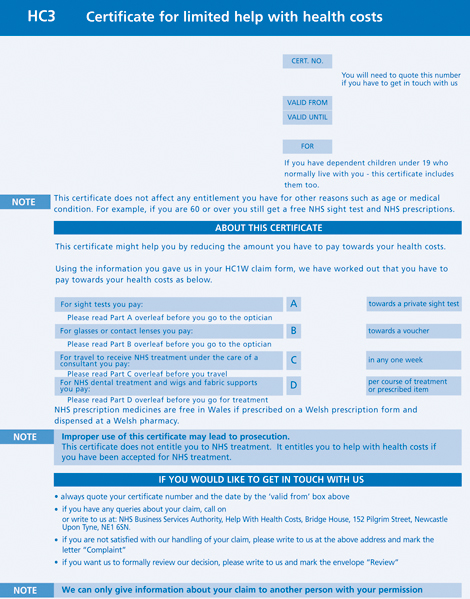 HC3 Certificate for limited help with health costs
CERT. NO.
You will need to quote this number
if you have to get in touch with us
VALID FROM
VALID UNTIL
FOR
If you have dependent children under 19 who
normally live with you - this certificate includes
them too.
NOTE
This certificate does not affect any entitlement you have for other reasons such as age or medical
condition. For example, if you are 60 or over you still get a free NHS sight test and NHS prescriptions.
ABOUT THIS CERTIFICATE
This certificate might help you by reducing the amount you have to pay towards your health costs.
Using the information you gave us in your HC1W claim form, we have worked out that you have to
pay towards your health costs as below.
For sight tests you pay: A towards a private sight test
Please read Part A overleaf before you go to the optician
For glasses or contact lenses you pay: B towards a voucher
Please read Part B overleaf before you go to the optician
For travel to receive NHS treatment under the care of a
consultant you pay: C in any one week
Please read Part C overleaf before you travel
For NHS dental treatment and wigs and fabric supports
you pay: D per course of treatment
or prescribed item
Please read Part D overleaf before you go for treatment
NHS prescription medicines are free in Wales if prescribed on a Welsh prescription form and
dispensed at a Welsh pharmacy.
NOTE
Improper use of this certificate may lead to prosecution.
This certificate does not entitle you to NHS treatment. It entitles you to help with health costs if
you have been accepted for NHS treatment.
IF YOU WOULD LIKE TO GET IN TOUCH WITH US
• always quote your certificate number and the date by the 'valid from' box above
• if you have any queries about your claim, call on
or write to us at: NHS Business Services Authority, Help With Health Costs, Bridge House, 152 Pilgrim Street, Newcastle
Upon Tyne, NE1 6SN.
• if you are not satisfied with our handling of your claim, please write to us at the above address and mark the
letter "Complaint"
• if you want us to formally review our decision, please write to us and mark the envelope "Review"
NOTE
We can only give information about your claim to another person with your permission